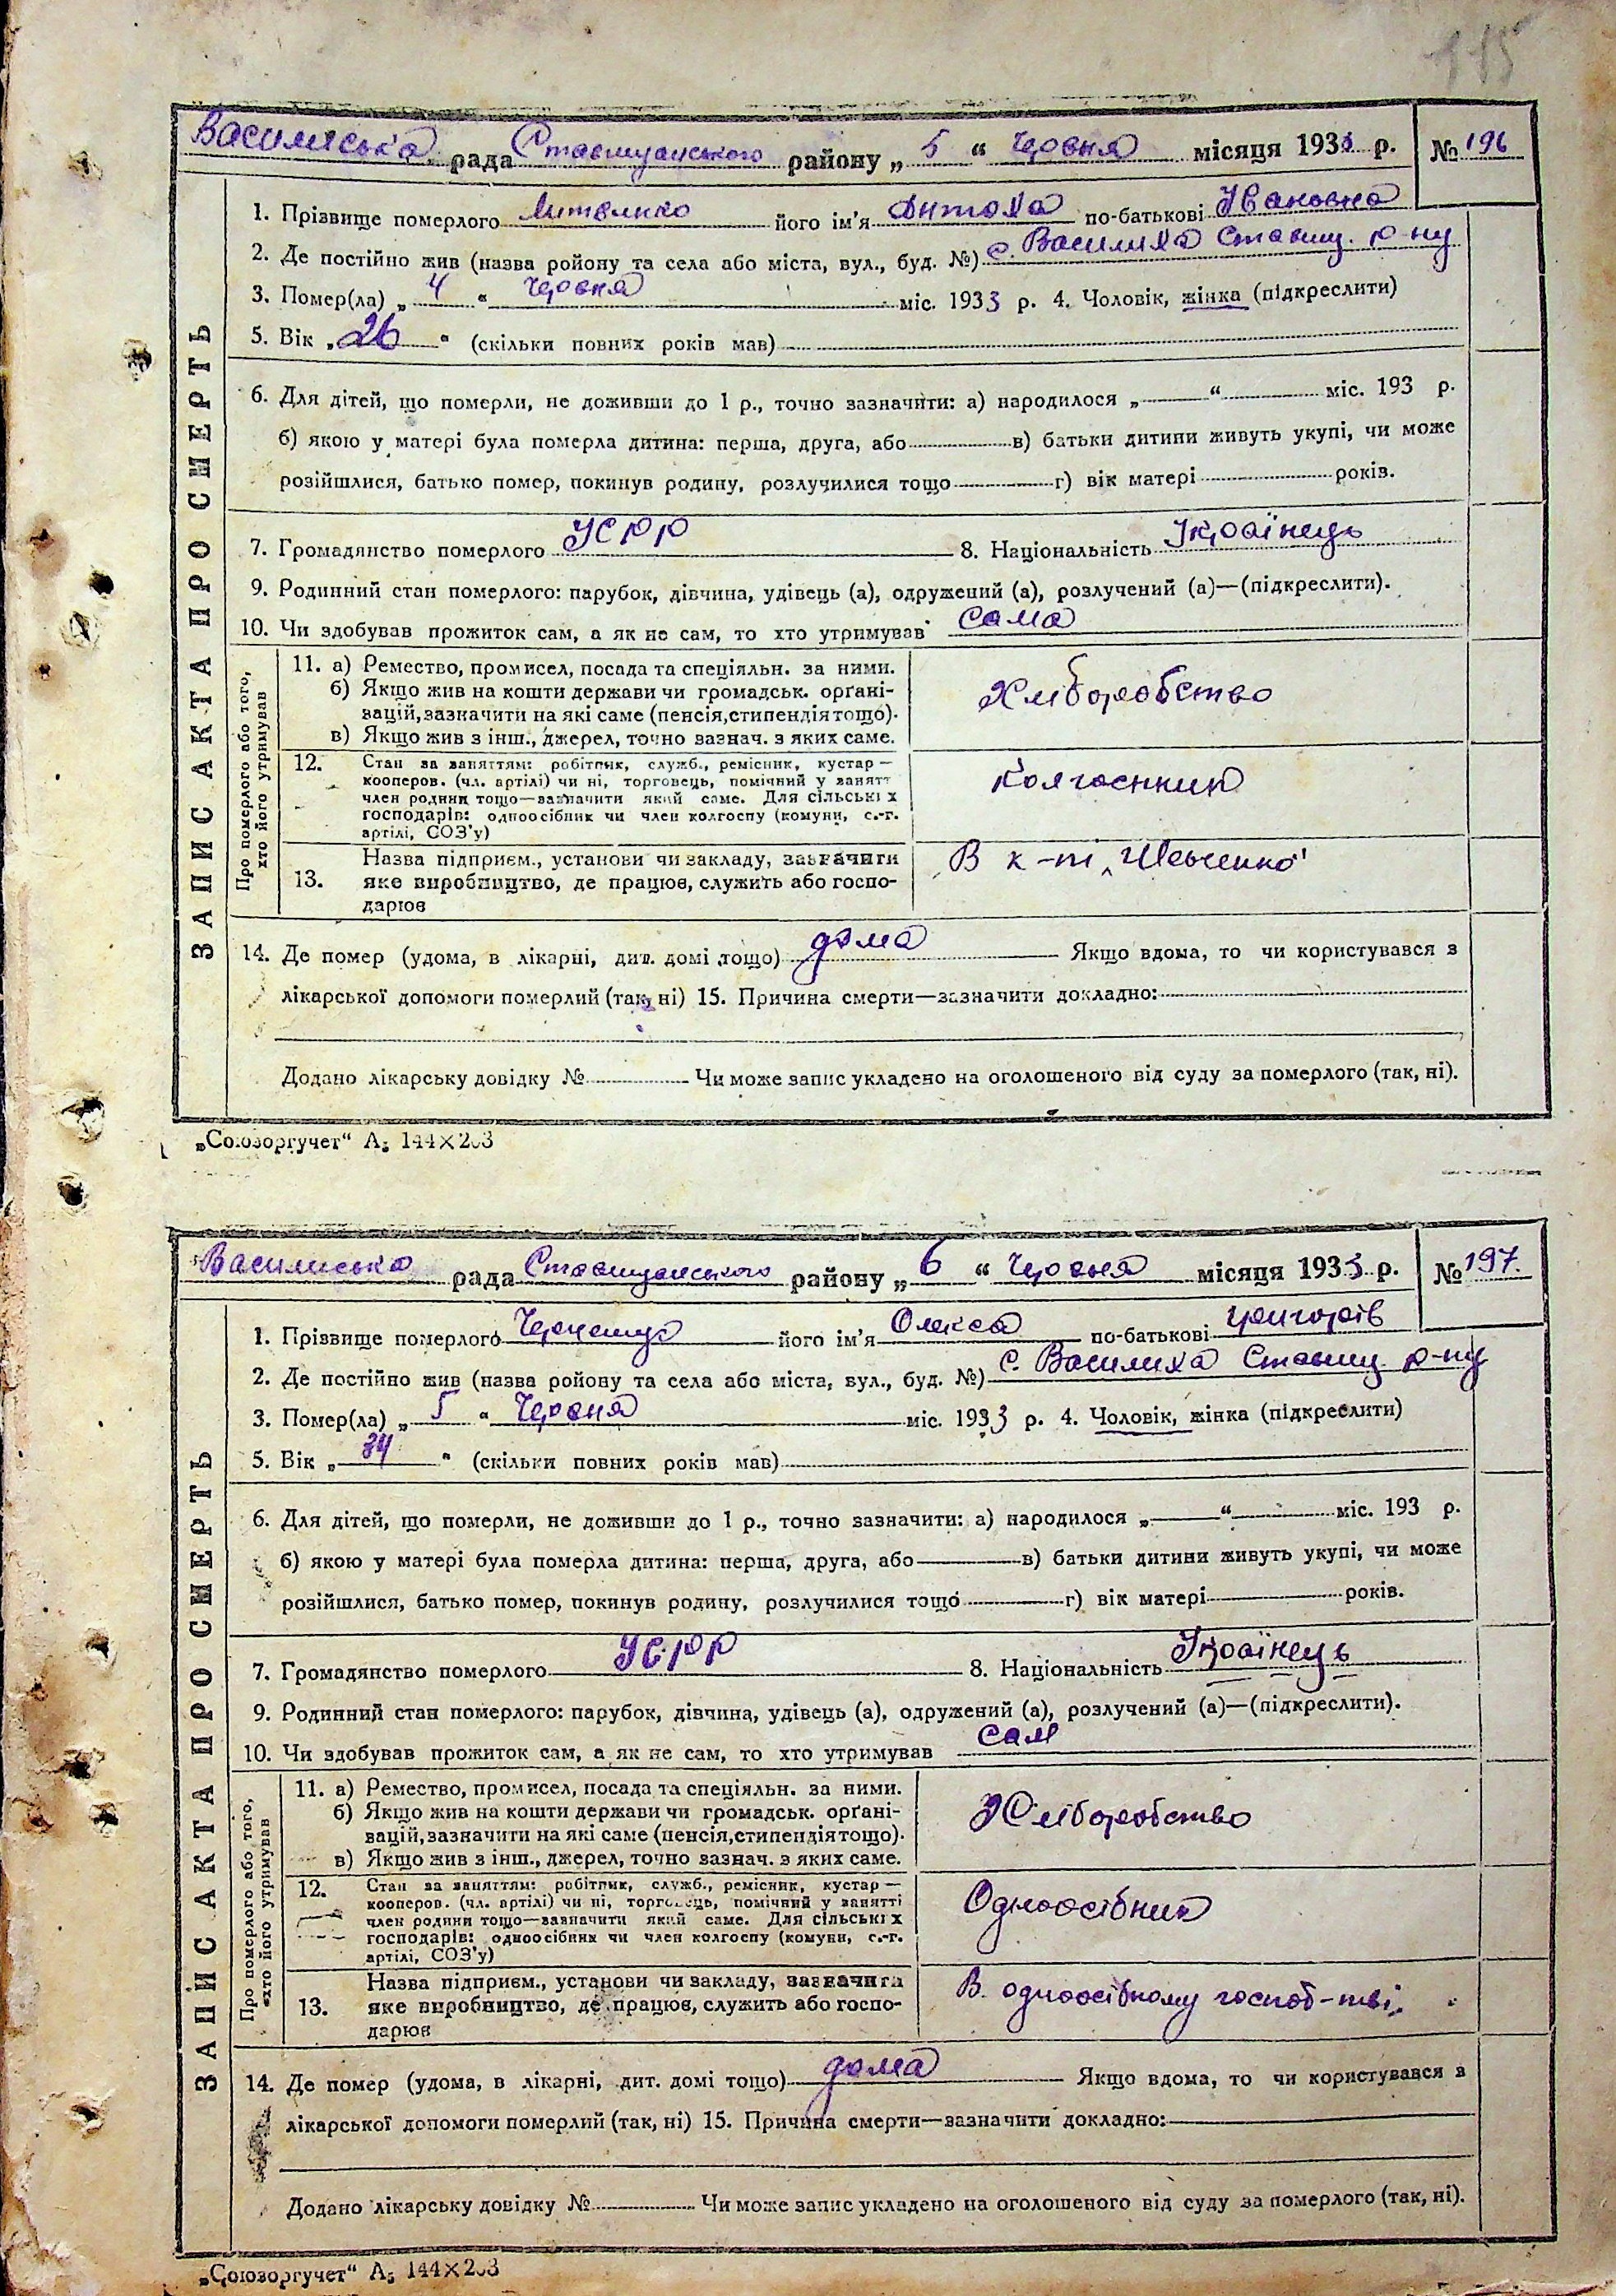 115
Василиська рада Ставищанського району „ 5 “ Червня місяця 1933 р. № 196
1. Прізвище померлого Литвинко його ім'я по-батькові Івановна
2. Де постійно жив (назва ройону та села або міста, вул., буд. №) с. Василиха Ставищ. р-ну
3. Помер(ла) „ 4 “ Червня міс. 1933 р. 4. Чоловік, жінка (підкреслити)
5. Вік „ 26 “ (скільки повних років мав)
6. Для дітей, що померли, не доживши до 1 р., точно зазначити: а) народилося „ “ міс. 193 р.
б) якою у матері була померла дитина: перша, друга, або в) батьки дитини живуть укупі, чи може
розійшлися, батько помер, покинув родину, розлучилися тощо г) вік матері років.
7. Громадянство померлого УСРР 8. Національність Українець
9. Родинний стан померлого: парубок, дівчина, удівець (а), одружений (а), розлучений (а)—(підкреслити).
10. Чи здобував прожиток сам, а як не сам, то хто утримував сама
11. а) Ремество, промисел, посада та спеціяльн. за ними.
б) Якщо жив на кошти держави чи громадськ. орґані-
зацій, зазначити на які саме (пенсія, стипендія тощо).
в) Якщо жив з інш., джерел, точно зазнач. з яких саме.
Хліборобство
12. Стан за заняттям: робітник, служб., ремісник, кустар —
кооперов. (чл. артілі) чи ні, торговець, помічний у занятт
член родини тощо—зазначити який саме. Для сільськіх
господарів: одноосібник чи член колгоспу (комуни, с.-г.
артілі, СОЗ'у)
Колгоспник
13. Назва підприєм., установи чи закладу, зазначити
яке виробництво, де працює, служить або госпо-
дарює
В к-пі „Шевченко"
14. Де помер (удома, в лікарні, дит. домі тощо) дома Якщо вдома, то чи користувався з
лікарської допомоги померлий (так, ні) 15. Причина смерти—зазначити докладно:
Додано лікарську довідку № Чи може запис укладено на оголошеного від суду за померлого (так, ні).
ЗАПИС АКТА ПРО СМЕРТЬ
Про померлого або того,
хто його утримував
„Союзоргучет“ А5 144×203
Василиська рада Ставищанського району „ 6 “ Червня місяця 1933 р. № 197.
1. Прізвище померлого його ім'я Олекса по-батькові Григорів
2. Де постійно жив (назва ройону та села або міста, вул., буд. №) с. Василиха Ставищ. р-ну
3. Помер(ла) „ 5 “ Червня міс. 1933 р. 4. Чоловік, жінка (підкреслити)
5. Вік „ 34 “ (скільки повних років мав)
6. Для дітей, що померли, не доживши до 1 р., точно зазначити: а) народилося „ “ міс. 193 р.
б) якою у матері була померла дитина: перша, друга, або в) батьки дитини живуть укупі, чи може
розійшлися, батько помер, покинув родину, розлучилися тощо г) вік матері років.
7. Громадянство померлого УСРР 8. Національність Українець
9. Родинний стан померлого: парубок, дівчина, удівець (а), одружений (а), розлучений (а)—(підкреслити).
10. Чи здобував прожиток сам, а як не сам, то хто утримував сам
11. а) Ремество, промисел, посада та спеціяльн. за ними.
б) Якщо жив на кошти держави чи громадськ. орґані-
зацій, зазначити на які саме (пенсія, стипендія тощо).
в) Якщо жив з інш., джерел, точно зазнач. з яких саме.
Хліборобство
12. Стан за заняттям: робітник, служб., ремісник, кустар —
кооперов. (чл. артілі) чи ні, торговець, помічний у занятті
член родини тощо—зазначити який саме. Для сільськіх
господарів: одноосібник чи член колгоспу (комуни, с.-г.
артілі, СОЗ'у)
Одноосібник
13. Назва підприєм., установи чи закладу, зазначити
яке виробництво, де працює, служить або госпо-
дарює
В. одноосібному господ-тві.
14. Де помер (удома, в лікарні, дит. домі тощо) дома Якщо вдома, то чи користувався з
лікарської допомоги померлий (так, ні) 15. Причина смерти—зазначити докладно:
Додано лікарську довідку № Чи може запис укладено на оголошеного від суду за померлого (так, ні).
ЗАПИС АКТА ПРО СМЕРТЬ
Про померлого або того,
хто його утримував
„Союзоргучет“ А5 144×203